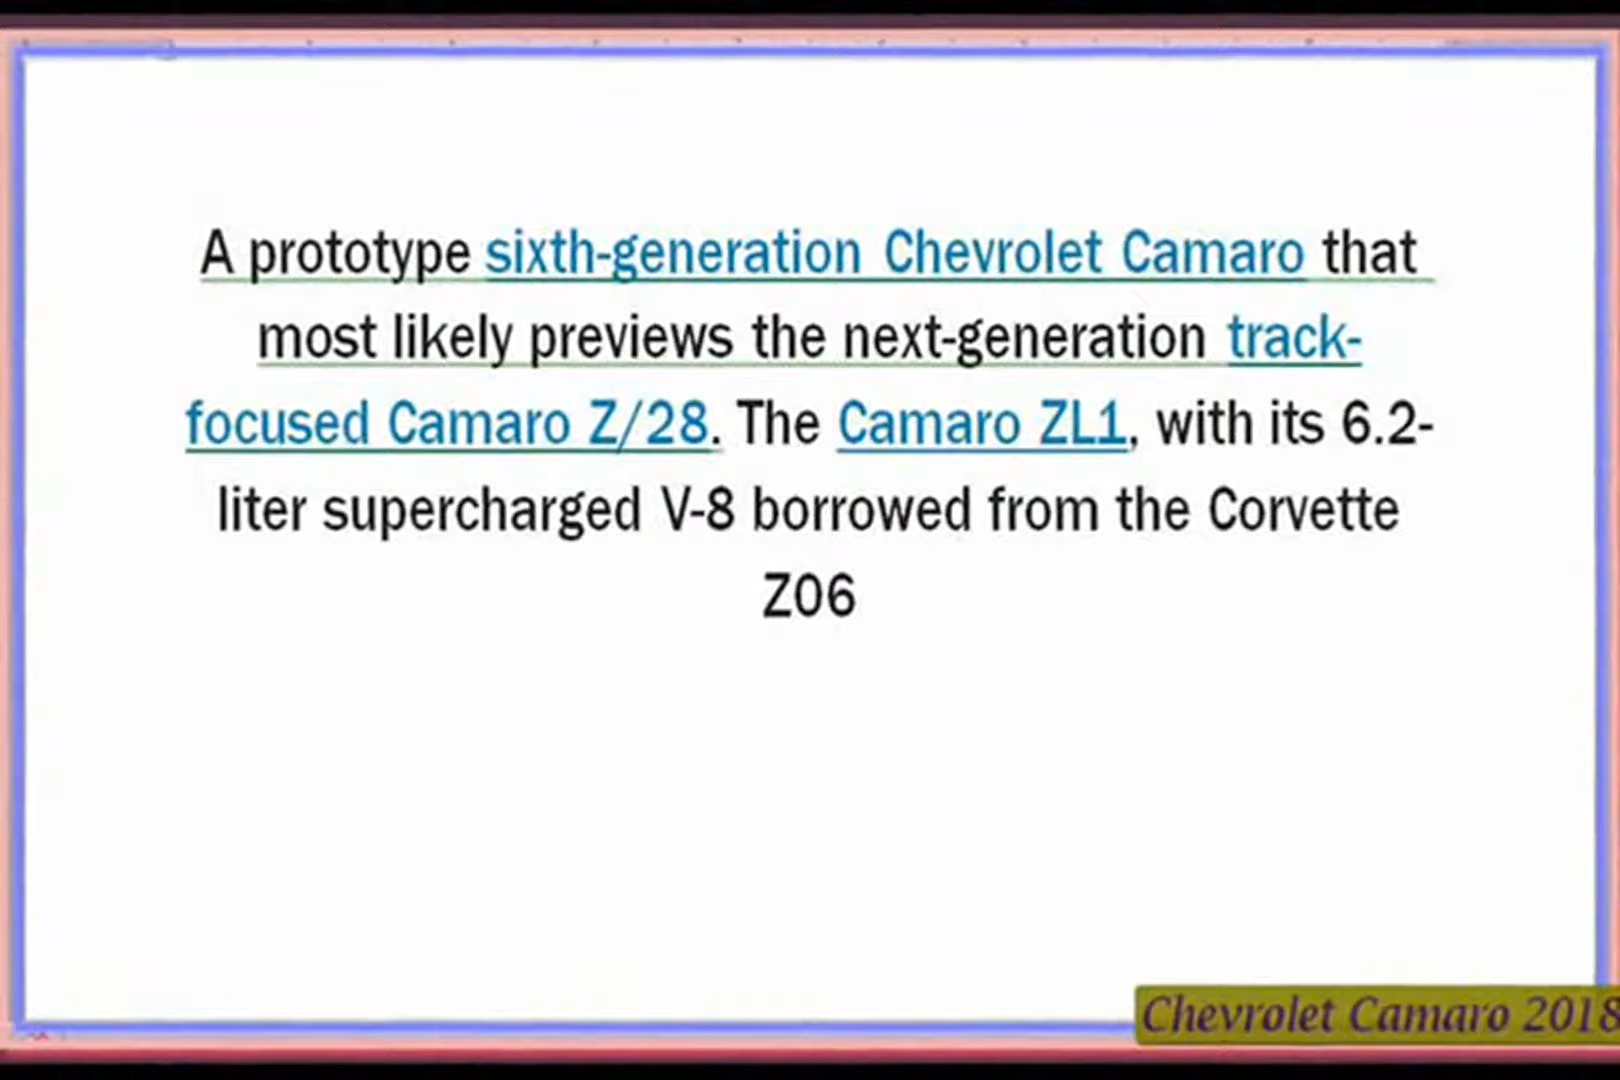 A prototype sixth-generation Chevrolet Camaro that
most likely previews the next-generation track-
focused Camaro Z/28. The Camaro ZL1, with its 6.2-
liter supercharged V-8 borrowed from the Corvette
Z06
Chevrolet Camaro 2018